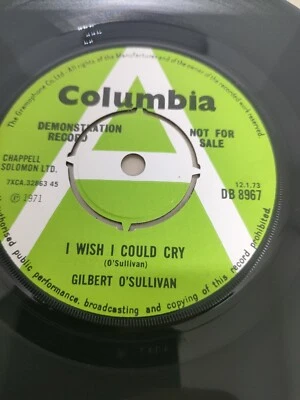 The Gramophone Co.Ltd · All rights of the manufacturer and of the owner of the recorded work
Columbia
DEMONSTRATION
RECORD
NOT FOR
SALE
CHAPPELL
SOLOMON LTD.
7XCA.32863 45
℗ 1971
12.1.73
DB 8967
I WISH I COULD CRY
(O'Sullivan)
GILBERT O'SULLIVAN
public performance, broadcasting and copying of this record